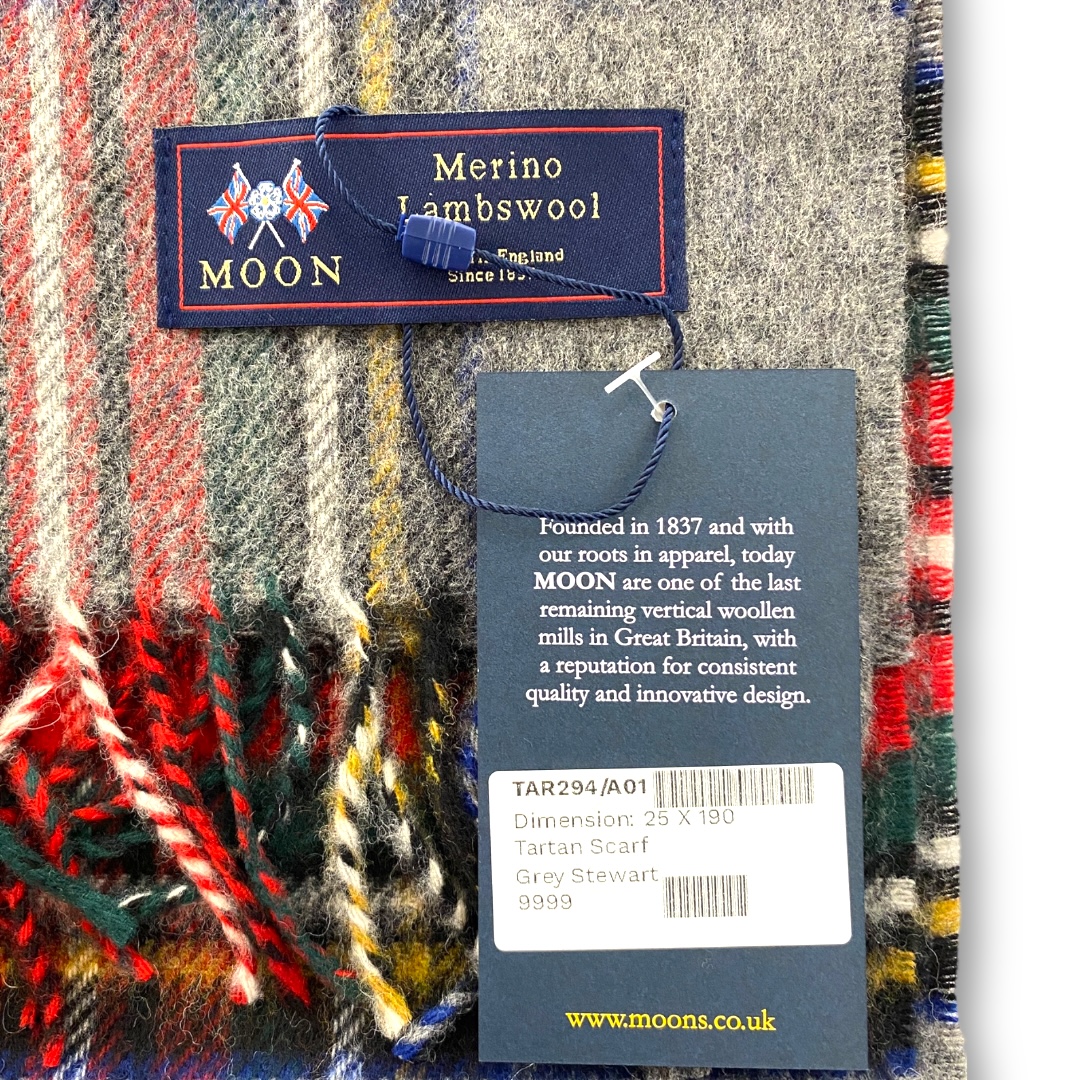 MOON
Merino
Lambswool
England
Since 18
Founded in 1837 and with
our roots in apparel, today
MOON are one of the last
remaining vertical woollen
mills in Great Britain, with
a reputation for consistent
quality and innovative design.
TAR294/A01
Dimension: 25 X 190
Tartan Scarf
Grey Stewart
9999
www.moons.co.uk